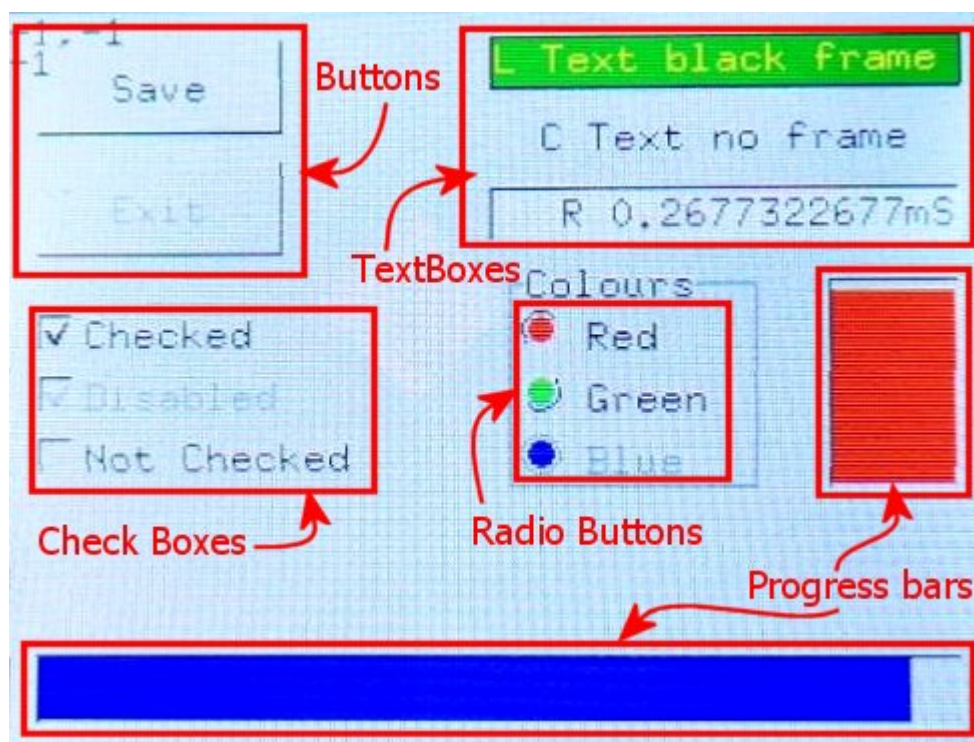 -1,-1
-1
Save
Exit
Buttons
L Text black frame
C Text no frame
R 0.2677322677mS
TextBoxes
Colours
Checked
Disabled
Not Checked
Red
Green
Blue
Check Boxes
Radio Buttons
Progress bars